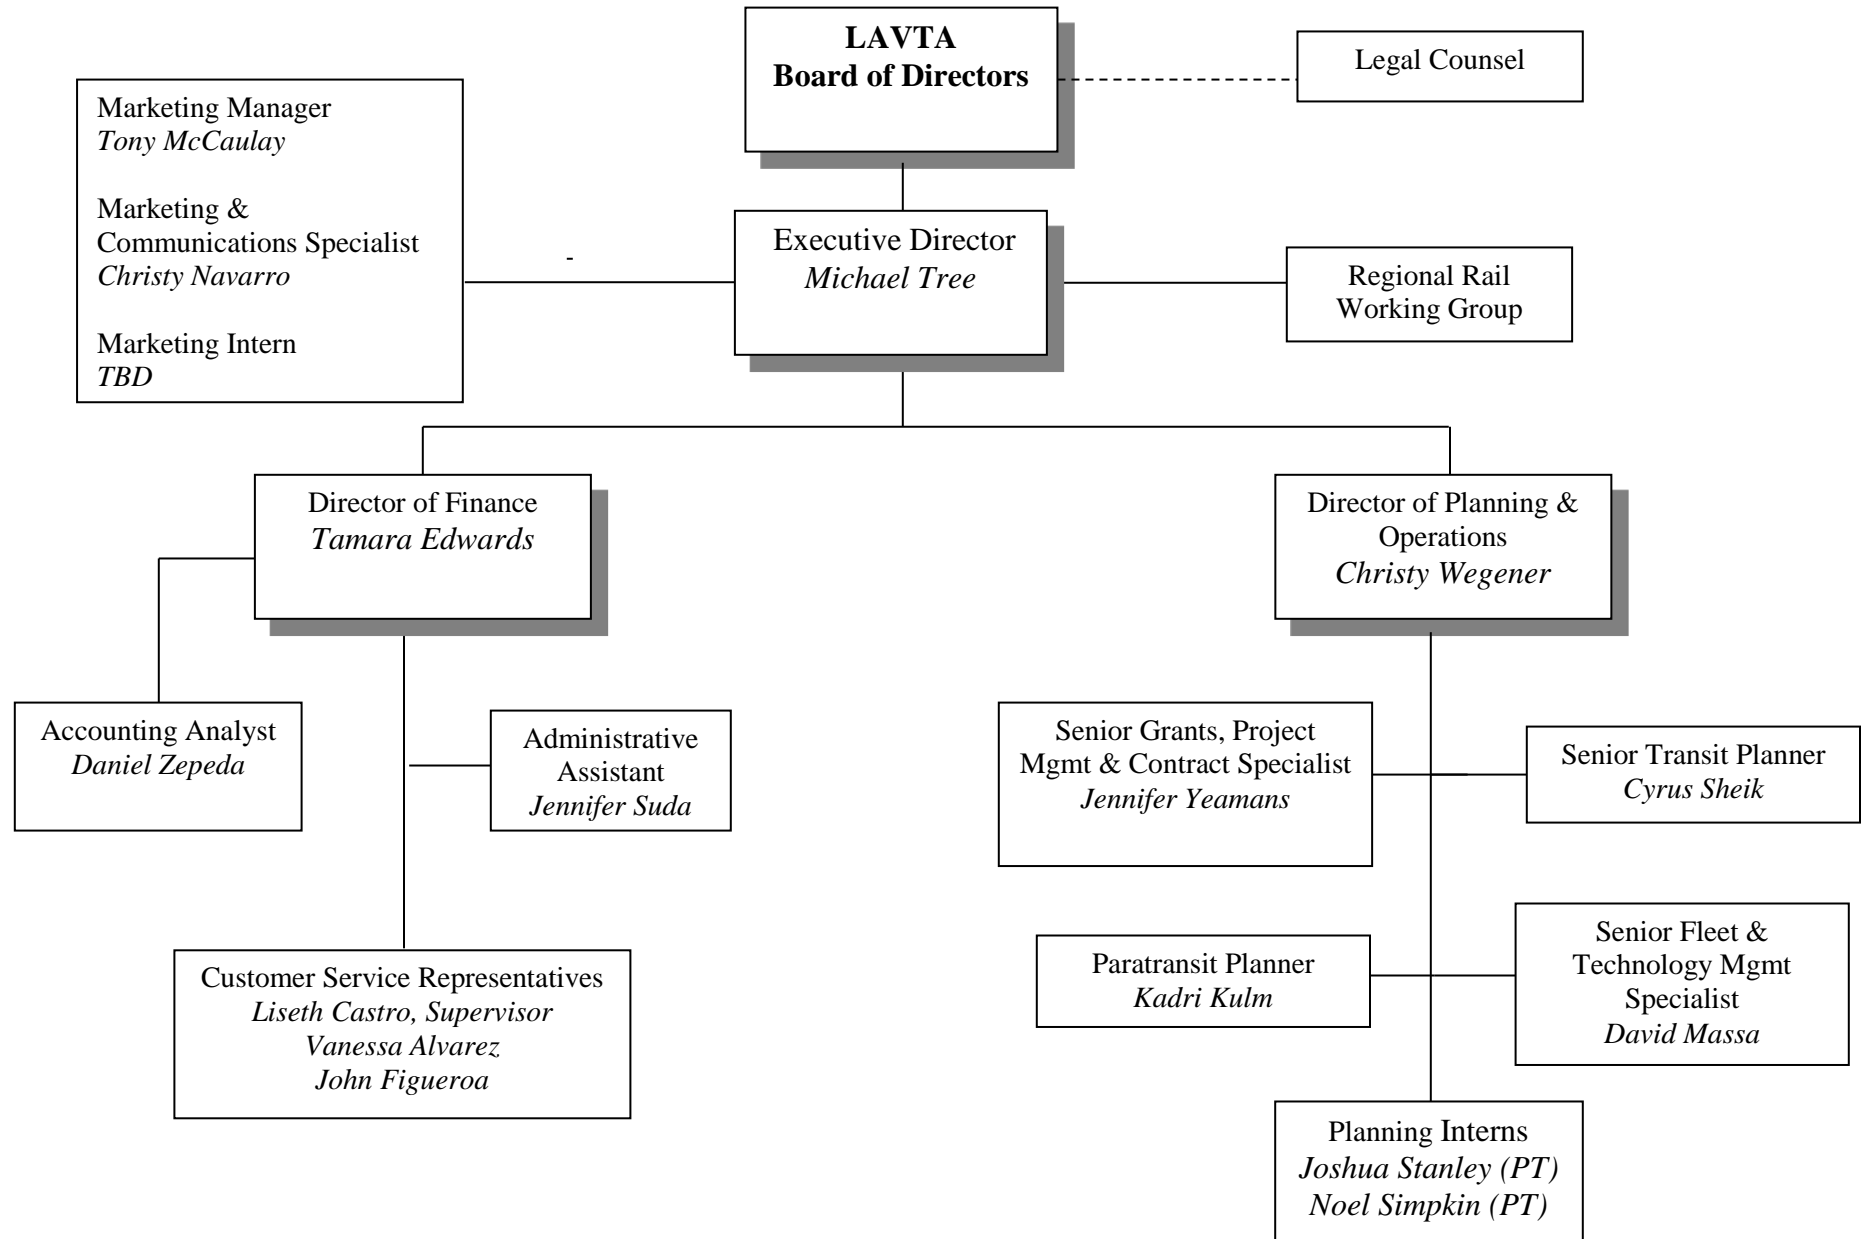 LAVTA
Board of Directors
Legal Counsel
Marketing Manager
Tony McCaulay
Marketing &
Communications Specialist
Christy Navarro
Marketing Intern
TBD
-
Executive Director
Michael Tree
Regional Rail
Working Group
Director of Finance
Tamara Edwards
Director of Planning &
Operations
Christy Wegener
Accounting Analyst
Daniel Zepeda
Administrative
Assistant
Jennifer Suda
Senior Grants, Project
Mgmt & Contract Specialist
Jennifer Yeamans
Senior Transit Planner
Cyrus Sheik
Customer Service Representatives
Liseth Castro, Supervisor
Vanessa Alvarez
John Figueroa
Paratransit Planner
Kadri Kulm
Senior Fleet &
Technology Mgmt
Specialist
David Massa
Planning Interns
Joshua Stanley (PT)
Noel Simpkin (PT)